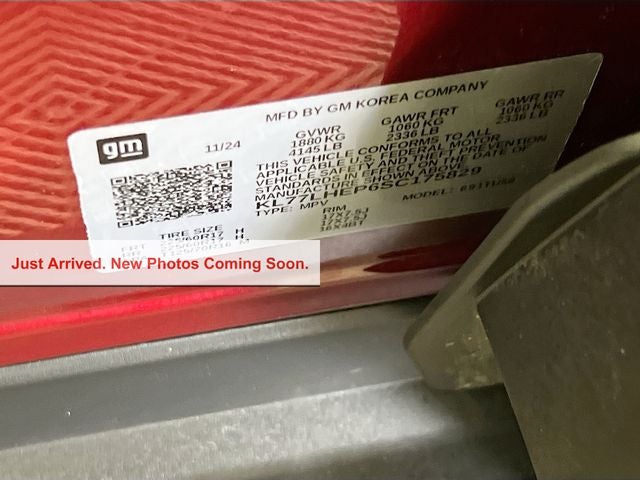 MFD BY GM KOREA COMPANY
gm
11/24
GVWR GAWR FRT GAWR RR
1880 KG 1060 KG 1060 KG
4145 LB 2336 LB 2336 LB
THIS VEHICLE CONFORMS TO ALL
APPLICABLE U.S. FEDERAL MOTOR
VEHICLE SAFETY AND THEFT PREVENTION
STANDARDS IN EFFECT ON THE DATE OF
MANUFACTURE SHOWN ABOVE.
KL77LHEP6SC175829
TYPE: MPV MODEL:
TIRE SIZE RIM
FRT
Just Arrived. New Photos Coming Soon.